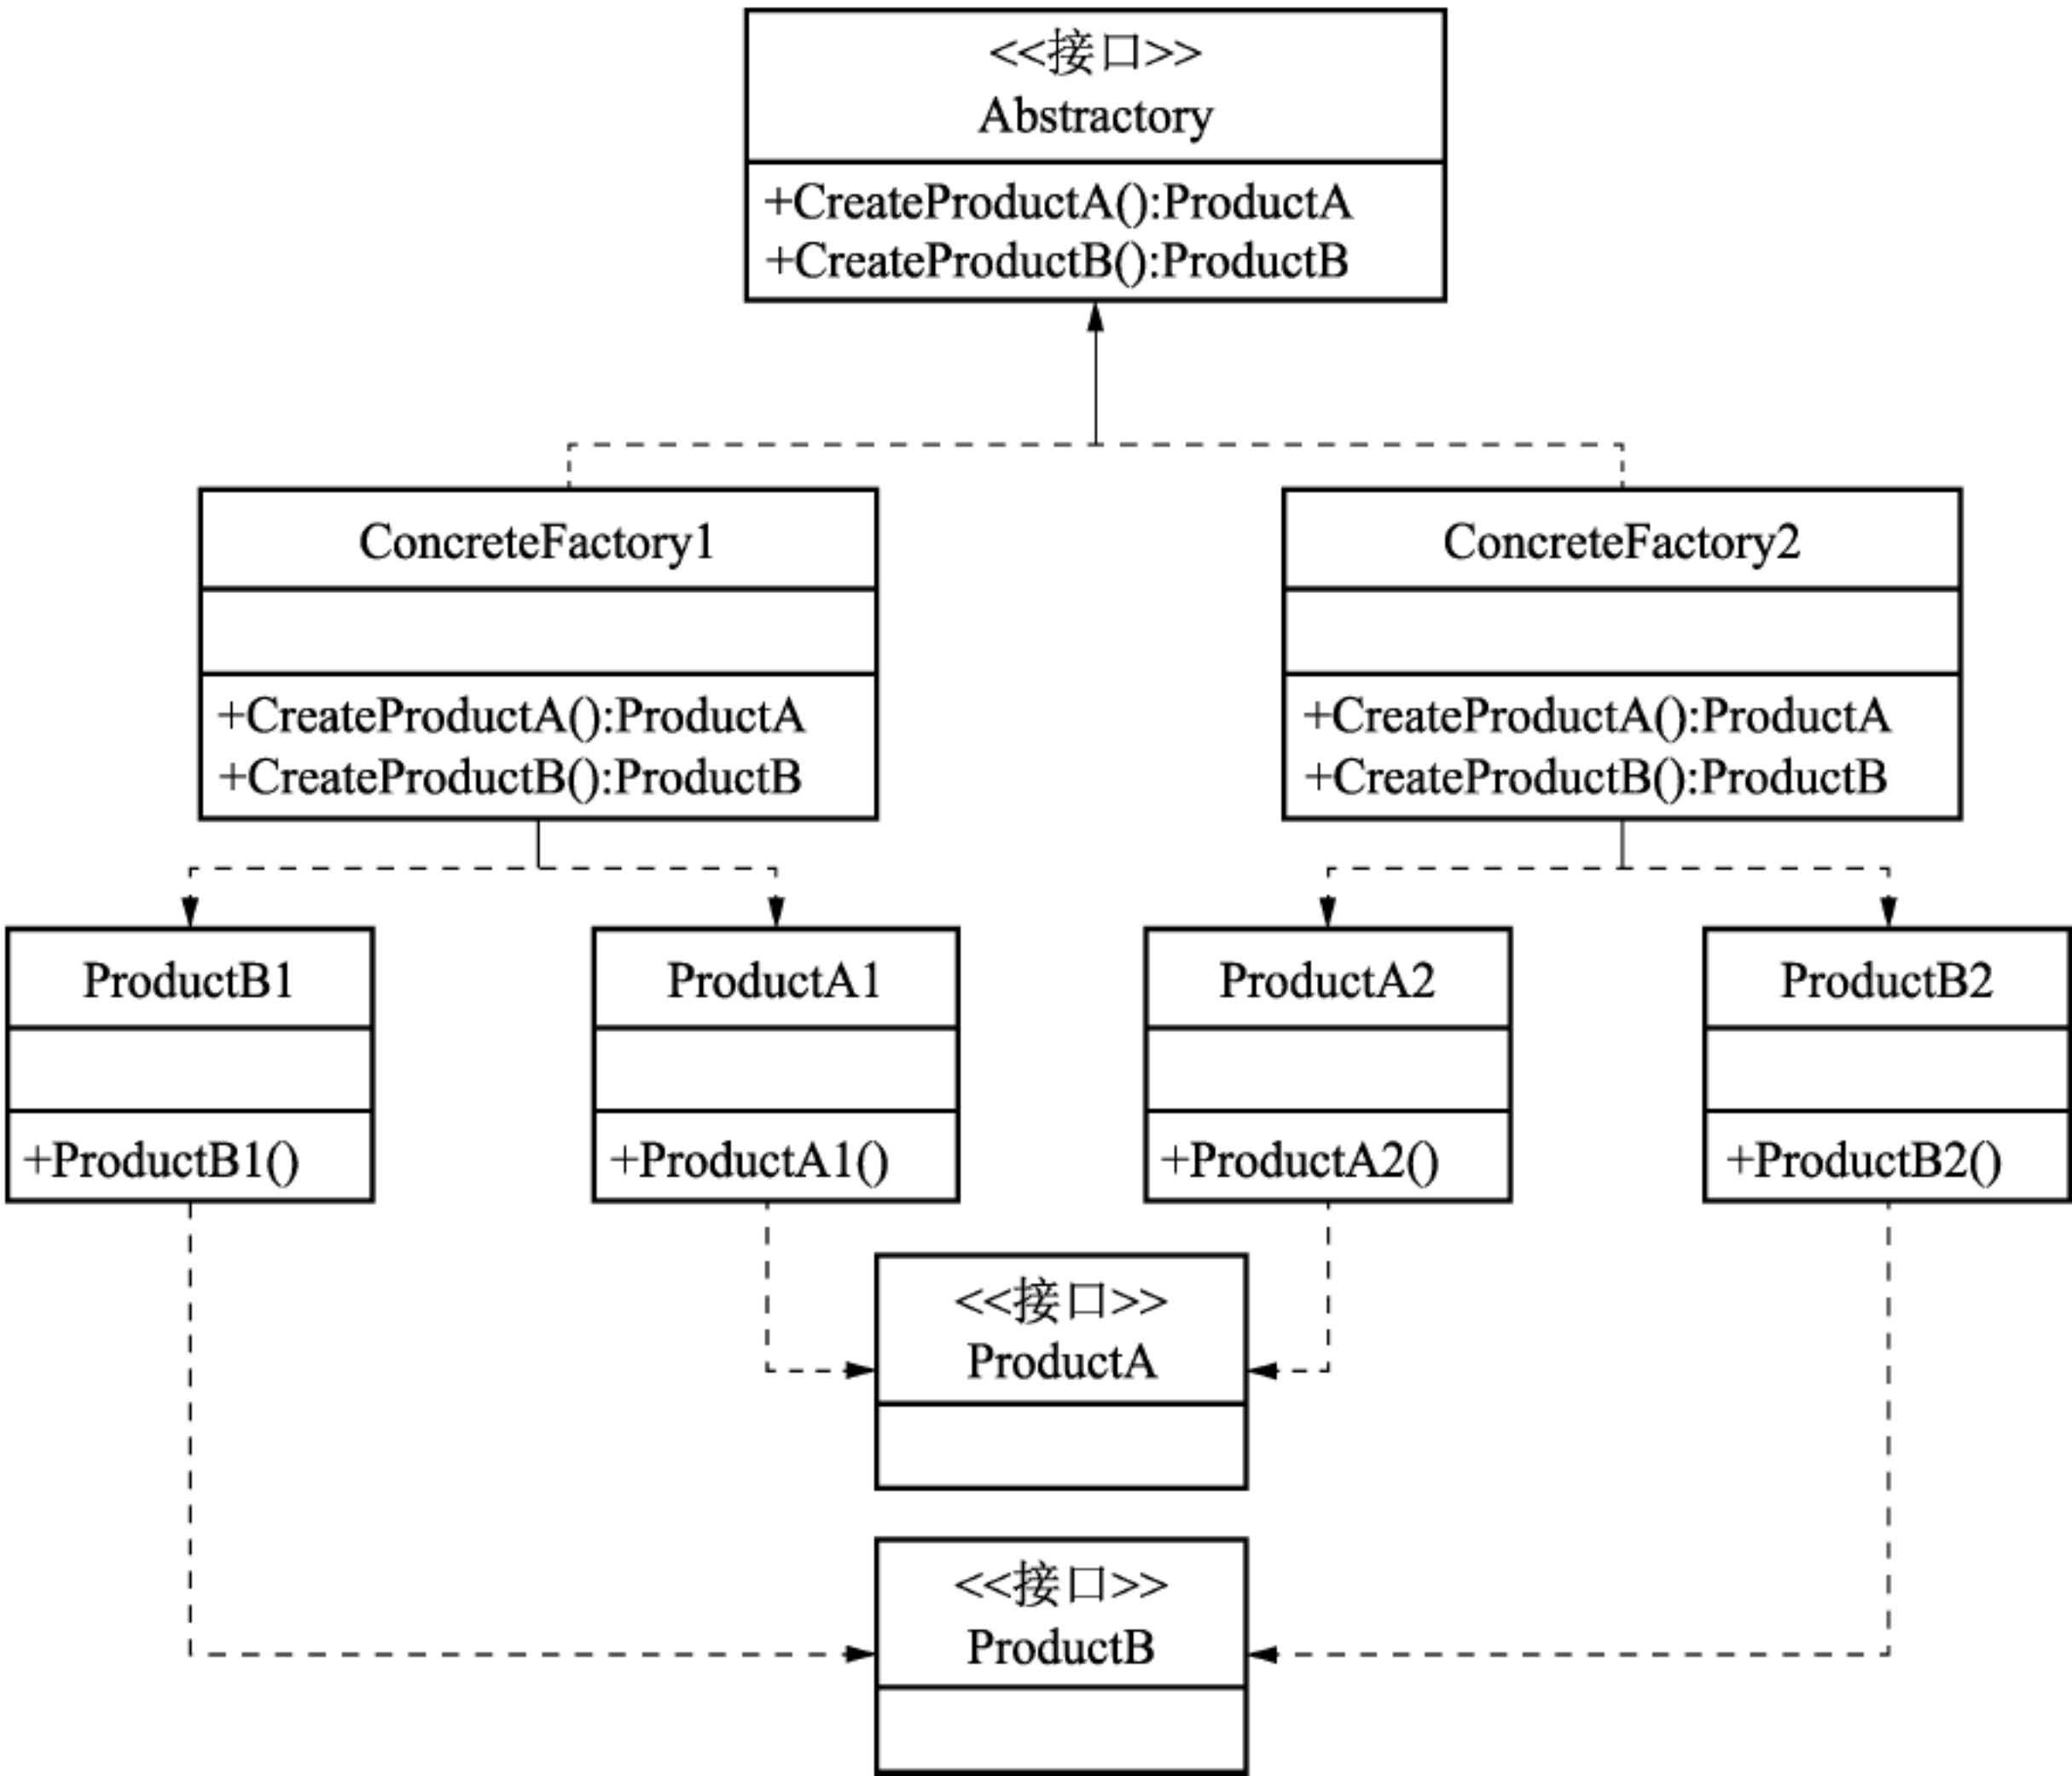 <<接口>>
Abstractory
+CreateProductA():ProductA
+CreateProductB():ProductB
ConcreteFactory1
+CreateProductA():ProductA
+CreateProductB():ProductB
ConcreteFactory2
+CreateProductA():ProductA
+CreateProductB():ProductB
ProductB1
+ProductB1()
ProductA1
+ProductA1()
ProductA2
+ProductA2()
ProductB2
+ProductB2()
<<接口>>
ProductA
<<接口>>
ProductB